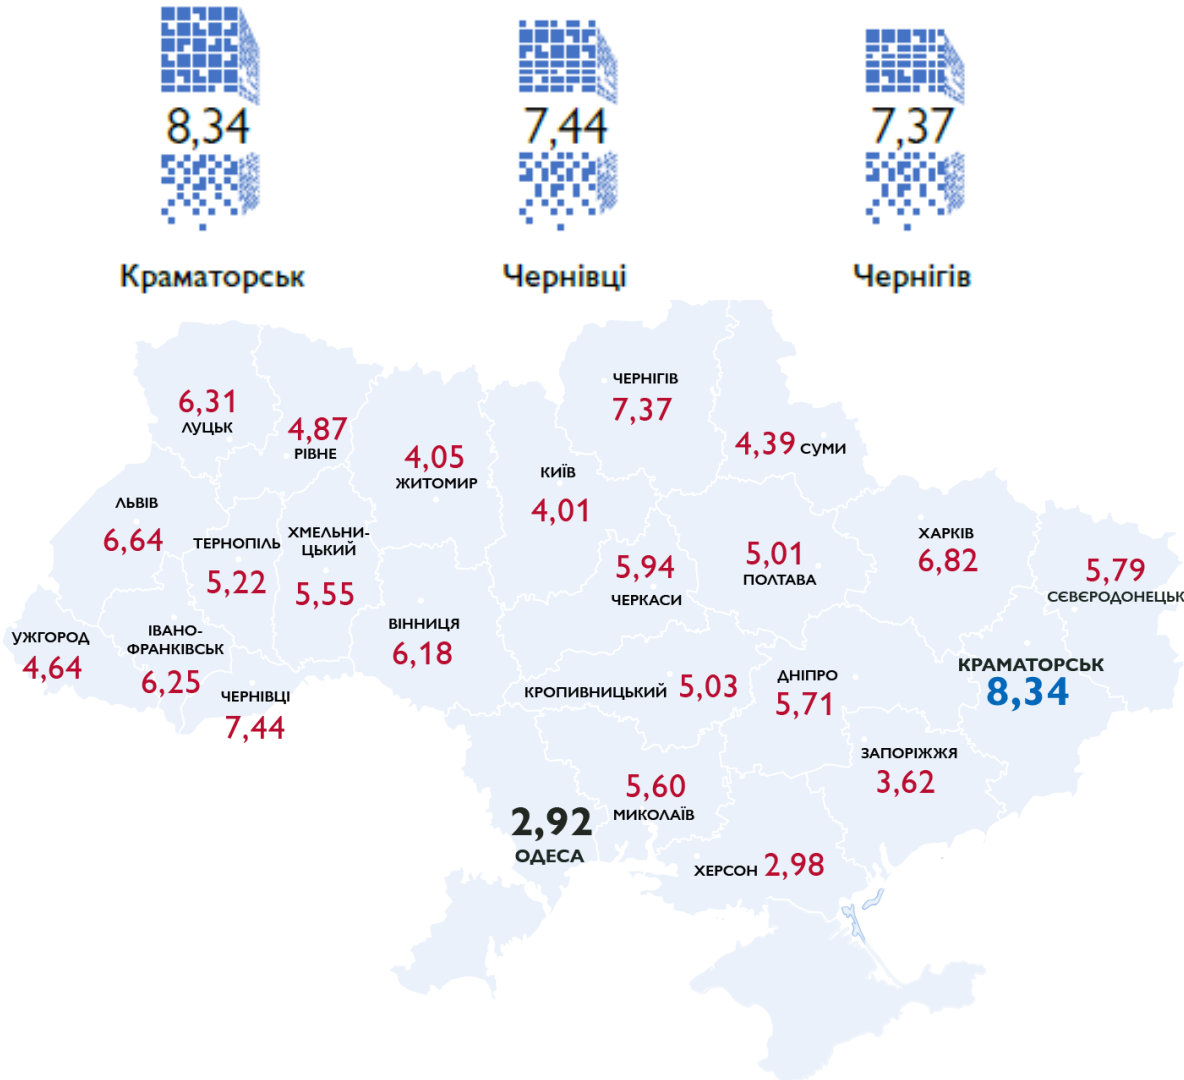 8,34
7,44
7,37
Краматорськ
Чернівці
Чернігів
ЧЕРНІГІВ
7,37
6,31
ЛУЦЬК
4,87
РІВНЕ
4,05
ЖИТОМИР
КИЇВ
4,01
4,39 СУМИ
ЛЬВІВ
6,64
ТЕРНОПІЛЬ
5,22
ХМЕЛЬНИ-
ЦЬКИЙ
5,55
5,94
ЧЕРКАСИ
5,01
ПОЛТАВА
ХАРКІВ
6,82
5,79
СЄВЄРОДОНЕЦЬК
УЖГОРОД
4,64
ІВАНО-
ФРАНКІВСЬК
6,25
ЧЕРНІВЦІ
7,44
ВІННИЦЯ
6,18
КРОПИВНИЦЬКИЙ 5,03
ДНІПРО
5,71
КРАМАТОРСЬК
8,34
ЗАПОРІЖЖЯ
3,62
5,60
МИКОЛАЇВ
2,92
ОДЕСА
ХЕРСОН 2,98